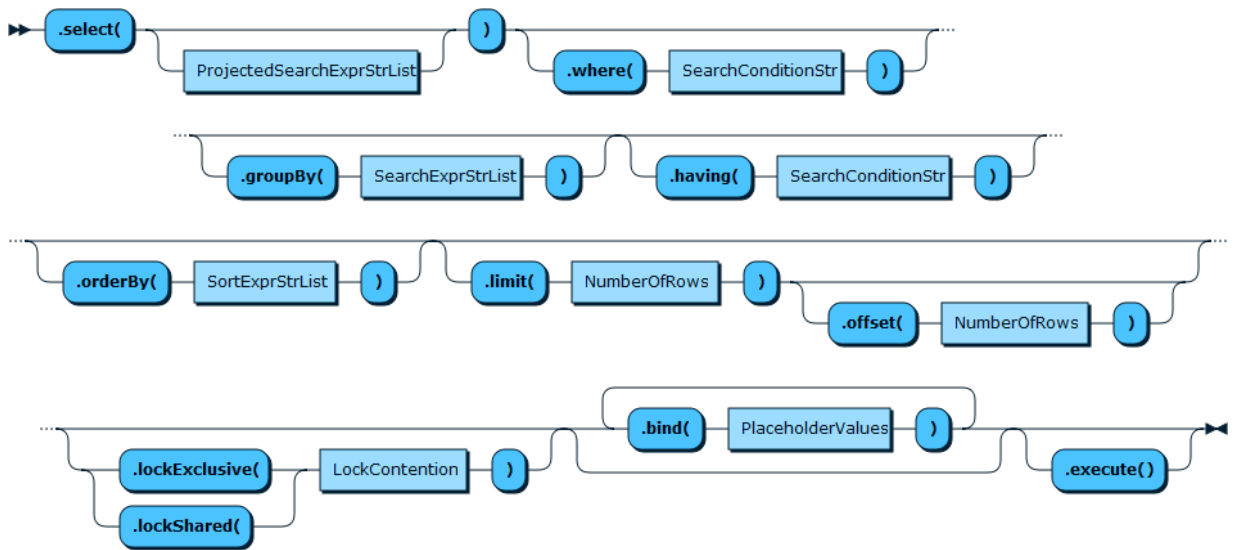 .select( )
ProjectedSearchExprStrList .where( SearchConditionStr )
.groupBy( SearchExprStrList ) .having( SearchConditionStr )
.orderBy( SortExprStrList ) .limit( NumberOfRows )
.offset( NumberOfRows )
.bind( PlaceholderValues )
.lockExclusive( LockContention ) .execute()
.lockShared(